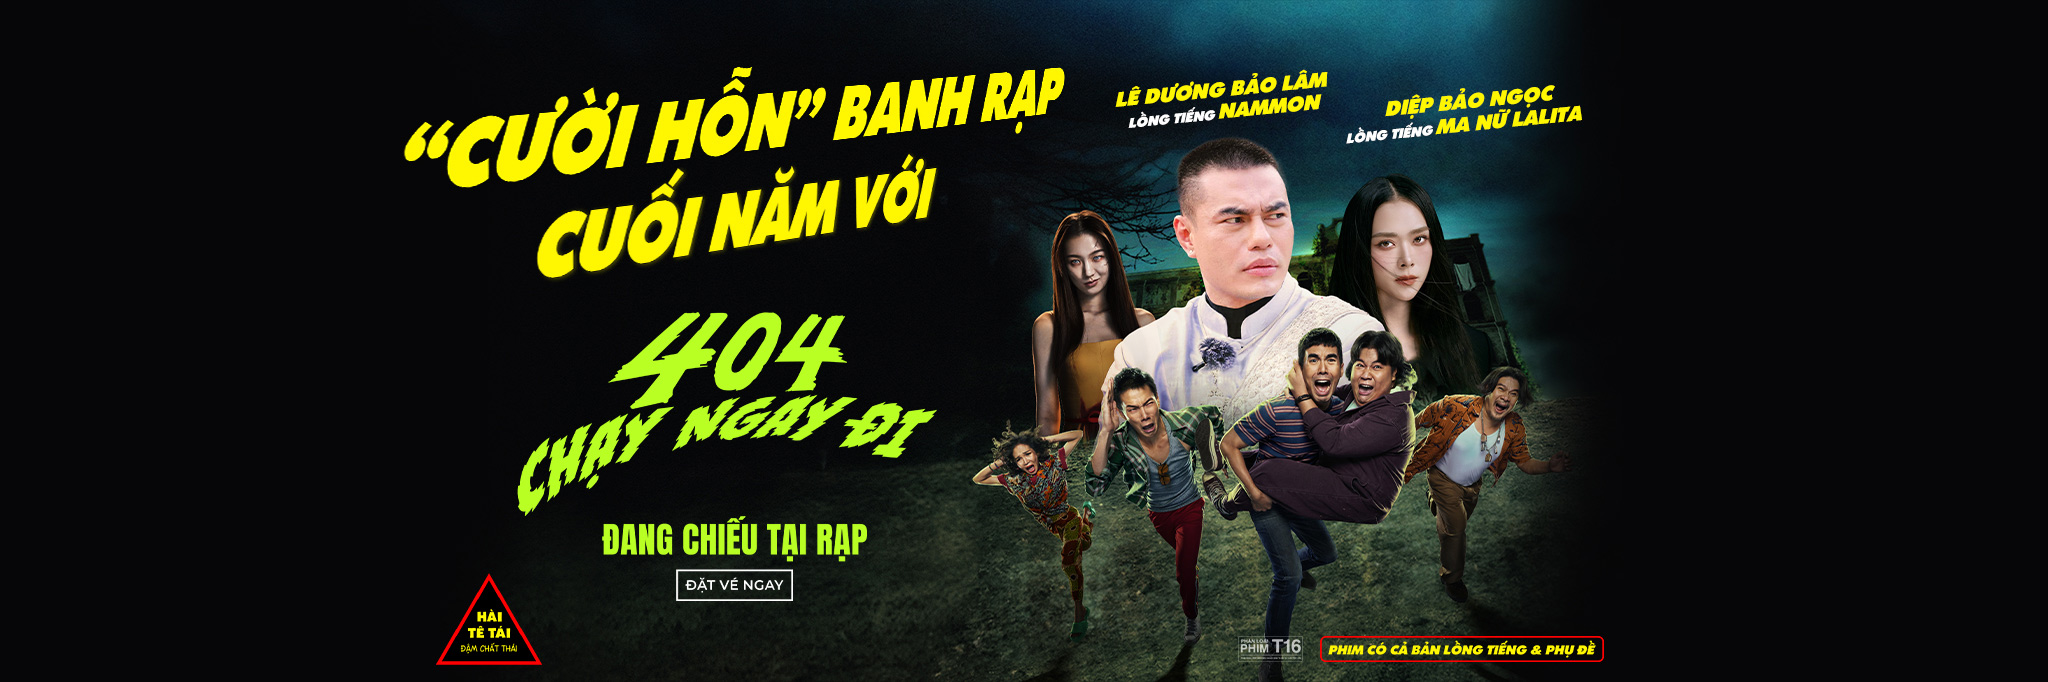 “CƯỜI HỖN” BANH RẠP
CUỐI NĂM VỚI
404
CHẠY NGAY ĐI
ĐANG CHIẾU TẠI RẠP
ĐẶT VÉ NGAY
HÀI
TÊ TÁI
ĐẬM CHẤT THÁI
LÊ DƯƠNG BẢO LÂM
LỒNG TIẾNG NAMMON
DIỆP BẢO NGỌC
LỒNG TIẾNG MA NỮ LALITA
PHÂN LOẠI
PHIM T16
PHIM CÓ CẢ BẢN LỒNG TIẾNG & PHỤ ĐỀ